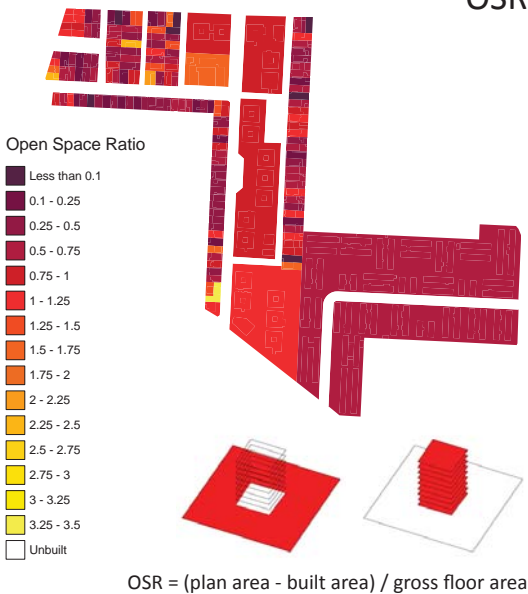 OSR
Open Space Ratio
Less than 0.1
0.1 - 0.25
0.25 - 0.5
0.5 - 0.75
0.75 - 1
1 - 1.25
1.25 - 1.5
1.5 - 1.75
1.75 - 2
2 - 2.25
2.25 - 2.5
2.5 - 2.75
2.75 - 3
3 - 3.25
3.25 - 3.5
Unbuilt
OSR = (plan area - built area) / gross floor area